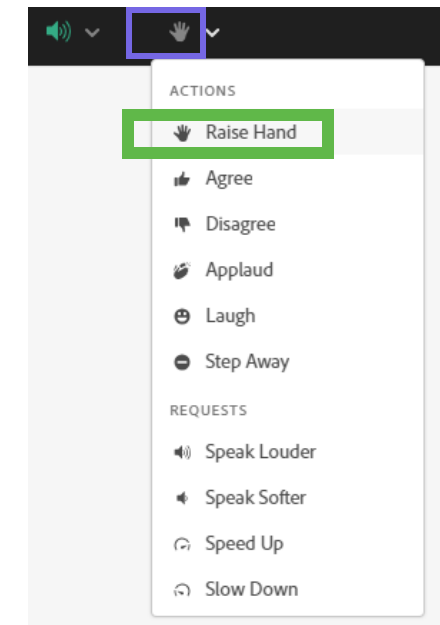 ACTIONS
Raise Hand
Agree
Disagree
Applaud
Laugh
Step Away
REQUESTS
Speak Louder
Speak Softer
Speed Up
Slow Down